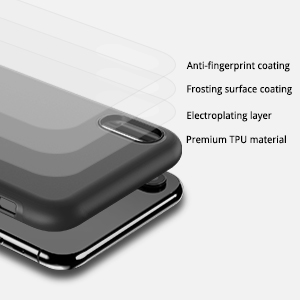 Anti-fingerprint coating
Frosting surface coating
Electroplating layer
Premium TPU material